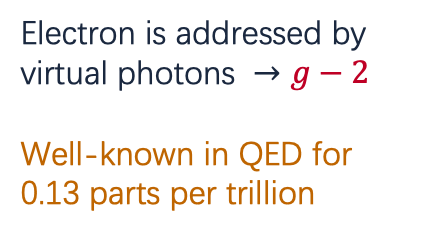 Electron is addressed by
virtual photons → g − 2
Well-known in QED for
0.13 parts per trillion